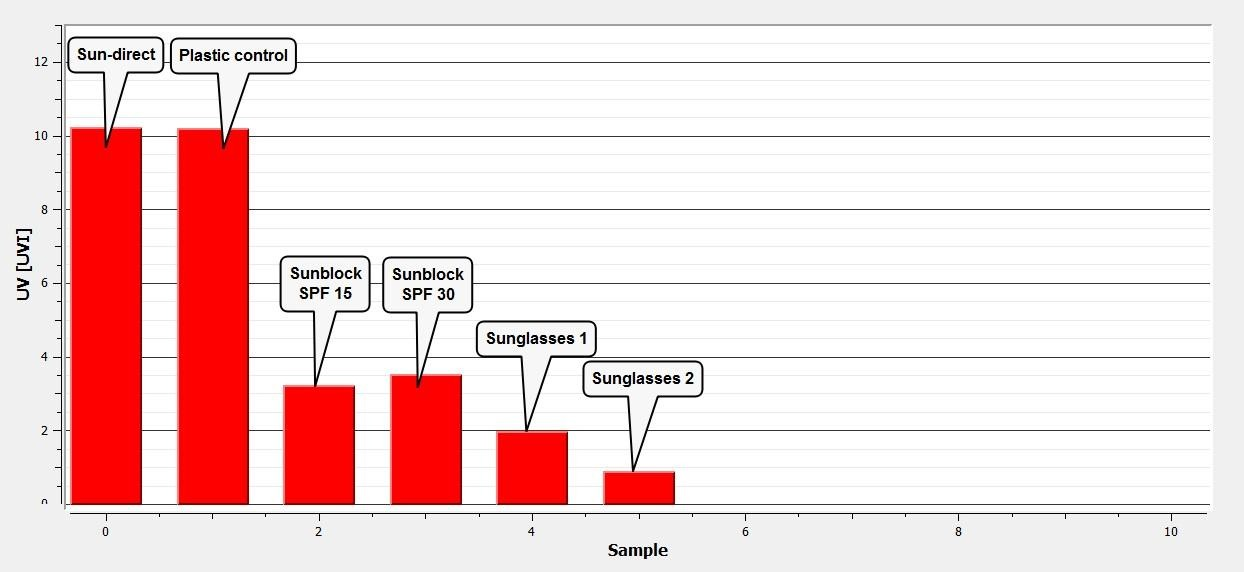 Sun-direct
Plastic control
Sunblock
SPF 15
Sunblock
SPF 30
Sunglasses 1
Sunglasses 2
UV [UVI]
12
10
8
6
4
2
0
0 2 4 6 8 10
Sample